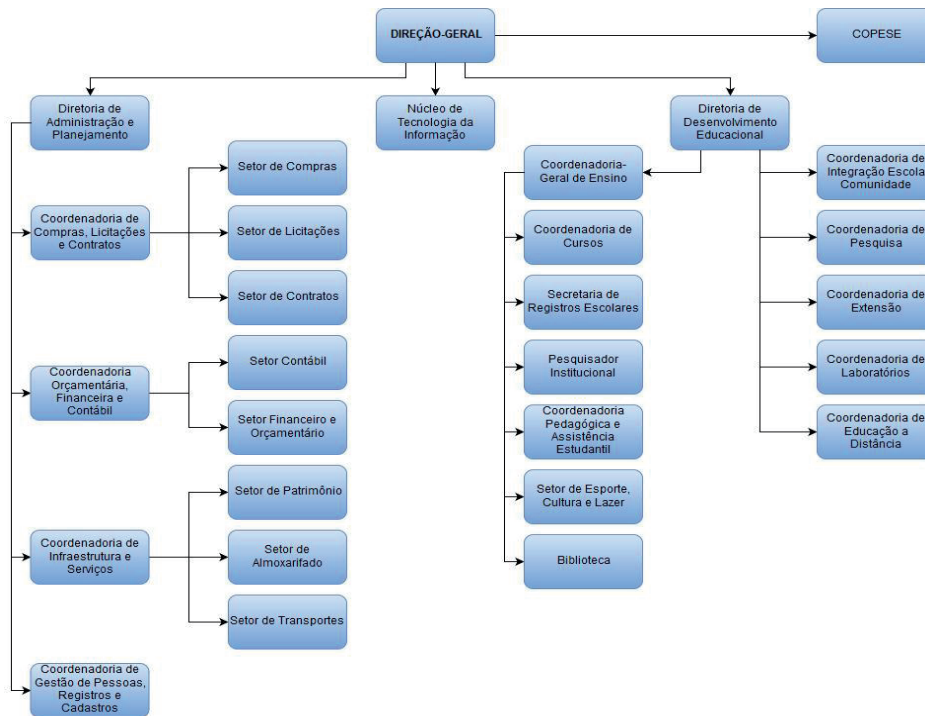 DIREÇÃO-GERAL
COPESE
Diretoria de
Administração e
Planejamento
Núcleo de
Tecnologia da
Informação
Diretoria de
Desenvolvimento
Educacional
Coordenadoria de
Compras, Licitações
e Contratos
Setor de Compras
Setor de Licitações
Setor de Contratos
Coordenadoria
Orçamentária,
Financeira e
Contábil
Setor Contábil
Setor Financeiro e
Orçamentário
Coordenadoria de
Infraestrutura e
Serviços
Setor de Patrimônio
Setor de
Almoxarifado
Setor de Transportes
Coordenadoria de
Gestão de Pessoas,
Registros e
Cadastros
Coordenadoria-
Geral de Ensino
Coordenadoria de
Cursos
Secretaria de
Registros Escolares
Pesquisador
Institucional
Coordenadoria
Pedagógica e
Assistência
Estudantil
Setor de Esporte,
Cultura e Lazer
Biblioteca
Coordenadoria de
Integração Escola
Comunidade
Coordenadoria de
Pesquisa
Coordenadoria de
Extensão
Coordenadoria de
Laboratórios
Coordenadoria de
Educação a
Distância